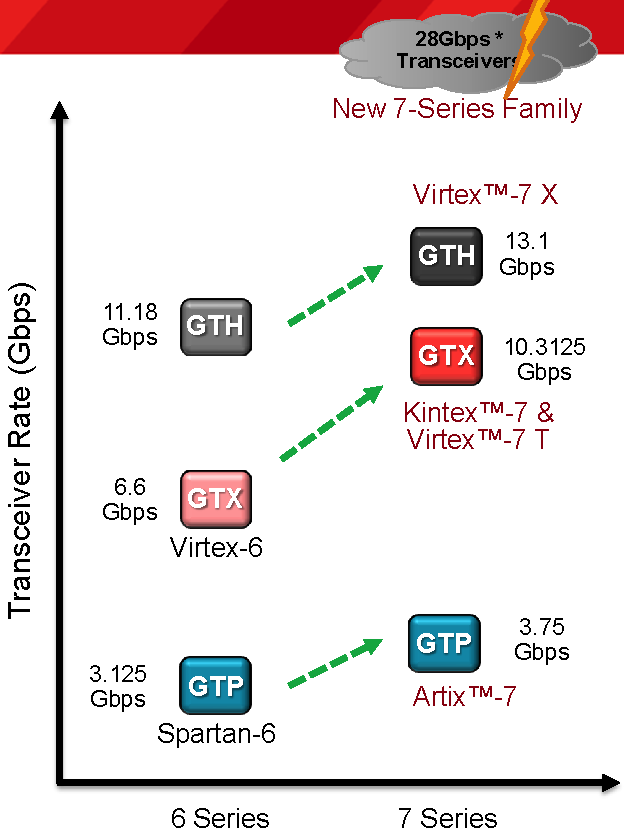 28Gbps *
Transceivers
New 7-Series Family
Virtex™-7 X
GTH
13.1
Gbps
11.18
Gbps
GTH
GTX
10.3125
Gbps
Kintex™-7 &
Virtex™-7 T
6.6
Gbps
GTX
Virtex-6
GTP
3.75
Gbps
Artix™-7
3.125
Gbps
GTP
Spartan-6
Transceiver Rate (Gbps)
6 Series
7 Series